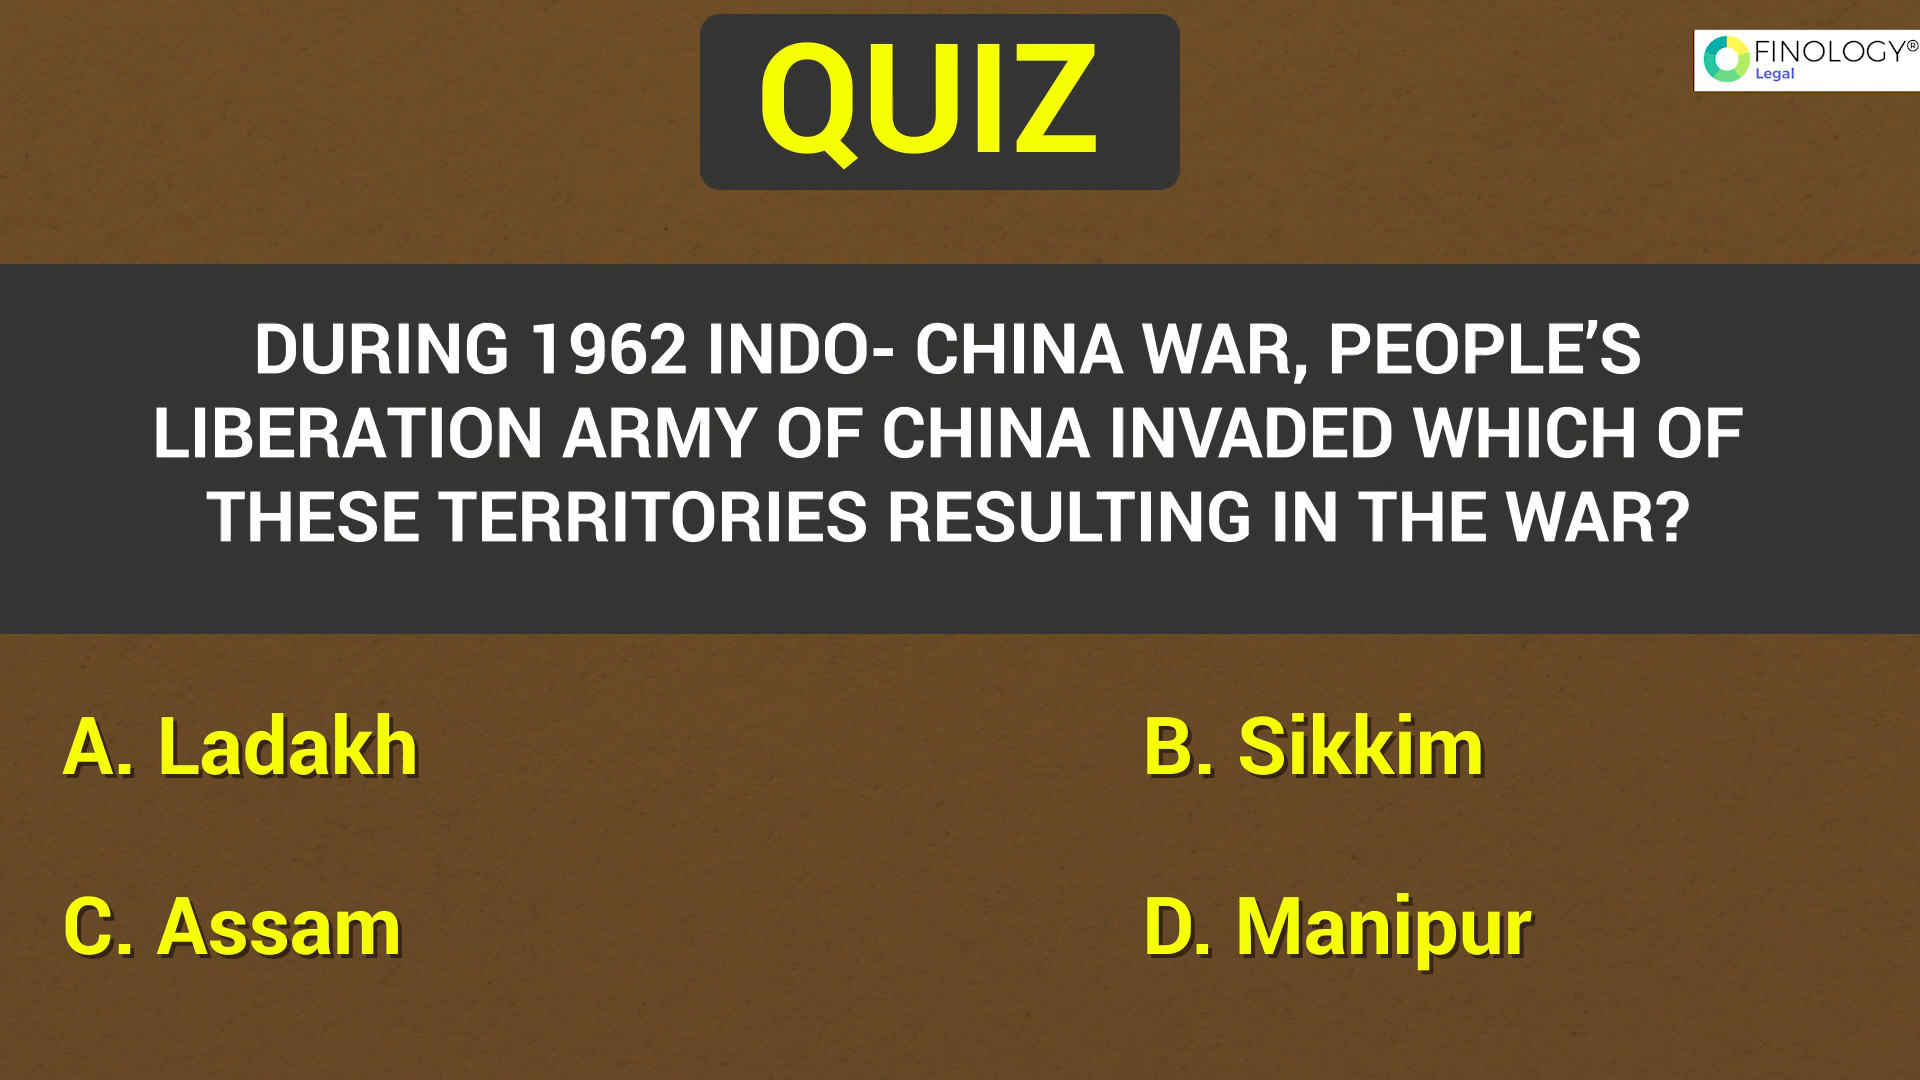 QUIZ
FINOLOGY®
Legal
DURING 1962 INDO- CHINA WAR, PEOPLE’S
LIBERATION ARMY OF CHINA INVADED WHICH OF
THESE TERRITORIES RESULTING IN THE WAR?
A. Ladakh
B. Sikkim
C. Assam
D. Manipur